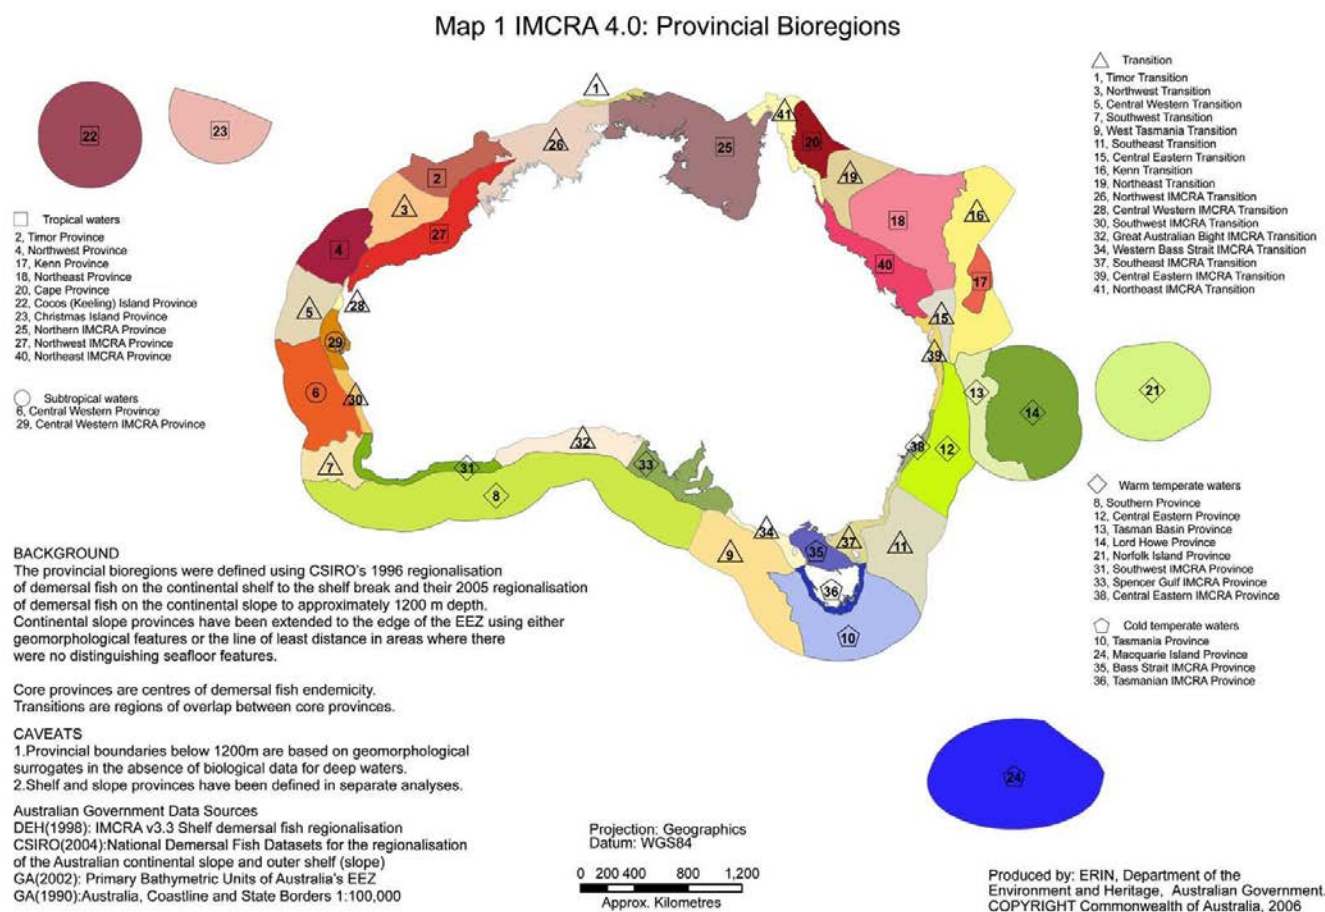 Map 1 IMCRA 4.0: Provincial Bioregions
22
23
Tropical waters
2, Timor Province
4, Northwest Province
17, Kenn Province
18, Northeast Province
20, Cape Province
22, Cocos (Keeling) Island Province
23, Christmas Island Province
25, Northern IMCRA Province
27, Northwest IMCRA Province
40, Northeast IMCRA Province
Subtropical waters
6, Central Western Province
29, Central Western IMCRA Province
1
41
26
25
20
2
19
3
18
16
27
4
40
17
28
5
15
29
39
6
30
13
14
21
32
38
12
7
31
33
8
34
37
11
9
35
36
10
24
Transition
1, Timor Transition
3, Northwest Transition
5, Central Western Transition
7, Southwest Transition
9, West Tasmania Transition
11, Southeast Transition
15, Central Eastern Transition
16, Kenn Transition
19, Northeast Transition
26, Northwest IMCRA Transition
28, Central Western IMCRA Transition
30, Southwest IMCRA Transition
32, Great Australian Bight IMCRA Transition
34, Western Bass Strait IMCRA Transition
37, Southeast IMCRA Transition
39, Central Eastern IMCRA Transition
41, Northeast IMCRA Transition
Warm temperate waters
8, Southern Province
12, Central Eastern Province
13, Tasman Basin Province
14, Lord Howe Province
21, Norfolk Island Province
31, Southwest IMCRA Province
33, Spencer Gulf IMCRA Province
38, Central Eastern IMCRA Province
Cold temperate waters
10, Tasmania Province
24, Macquarie Island Province
35, Bass Strait IMCRA Province
36, Tasmanian IMCRA Province
BACKGROUND
The provincial bioregions were defined using CSIRO's 1996 regionalisation
of demersal fish on the continental shelf to the shelf break and their 2005 regionalisation
of demersal fish on the continental slope to approximately 1200 m depth.
Continental slope provinces have been extended to the edge of the EEZ using either
geomorphological features or the line of least distance in areas where there
were no distinguishing seafloor features.
Core provinces are centres of demersal fish endemicity.
Transitions are regions of overlap between core provinces.
CAVEATS
1.Provincial boundaries below 1200m are based on geomorphological
surrogates in the absence of biological data for deep waters.
2.Shelf and slope provinces have been defined in separate analyses.
Australian Government Data Sources
DEH(1998): IMCRA v3.3 Shelf demersal fish regionalisation
CSIRO(2004):National Demersal Fish Datasets for the regionalisation
of the Australian continental slope and outer shelf (slope)
GA(2002): Primary Bathymetric Units of Australia's EEZ
GA(1990):Australia, Coastline and State Borders 1:100,000
Projection: Geographics
Datum: WGS84
0 200 400 800 1,200
Approx. Kilometres
Produced by: ERIN, Department of the
Environment and Heritage, Australian Government.
COPYRIGHT Commonwealth of Australia, 2006